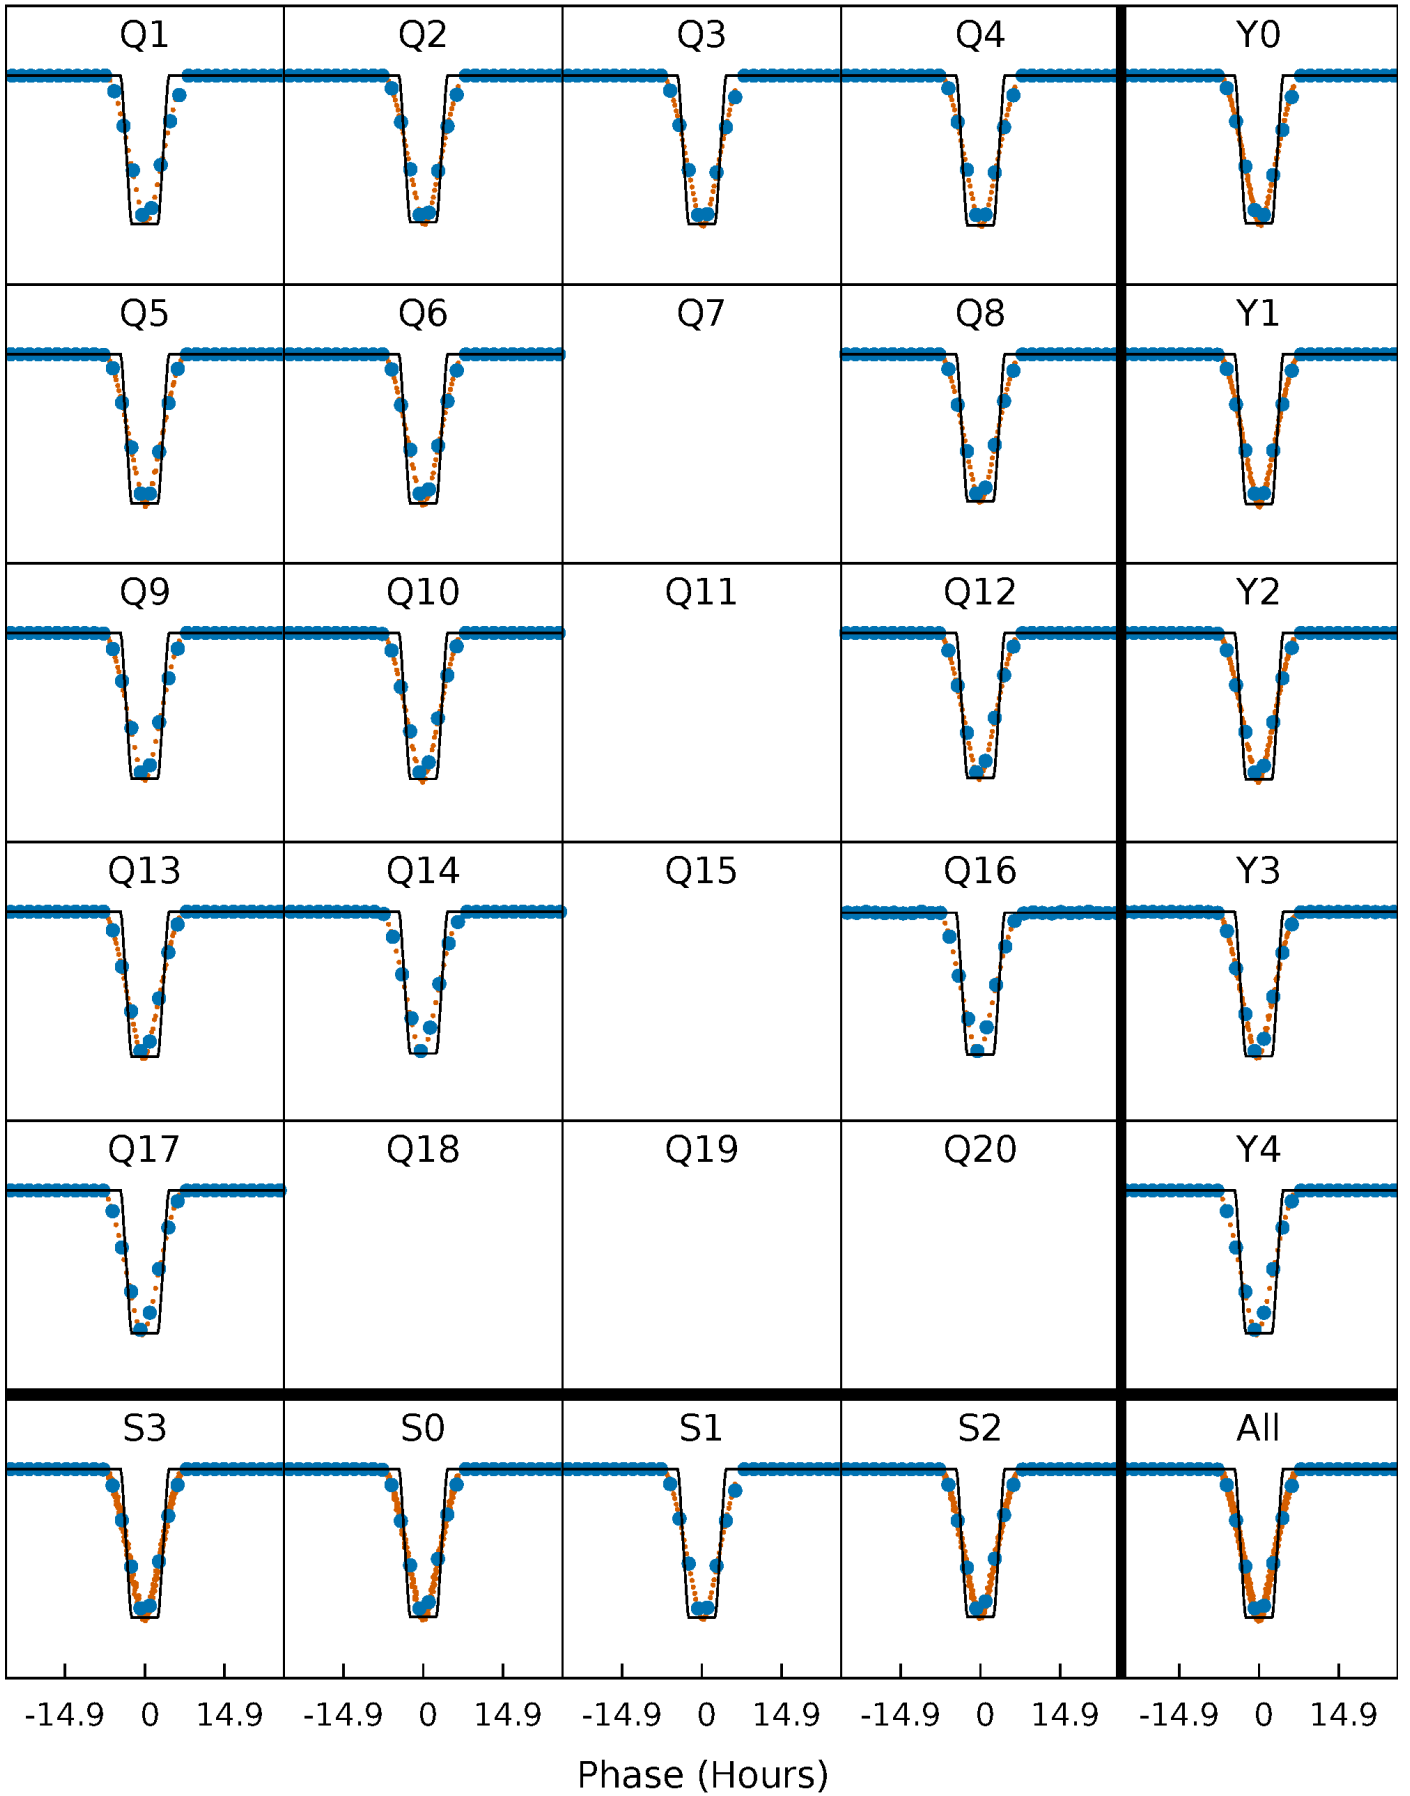 Q1 Q2 Q3 Q4 Y0
Q5 Q6 Q7 Q8 Y1
Q9 Q10 Q11 Q12 Y2
Q13 Q14 Q15 Q16 Y3
Q17 Q18 Q19 Q20 Y4
S3 S0 S1 S2 All
-14.9 0 14.9 -14.9 0 14.9 -14.9 0 14.9 -14.9 0 14.9 -14.9 0 14.9
Phase (Hours)